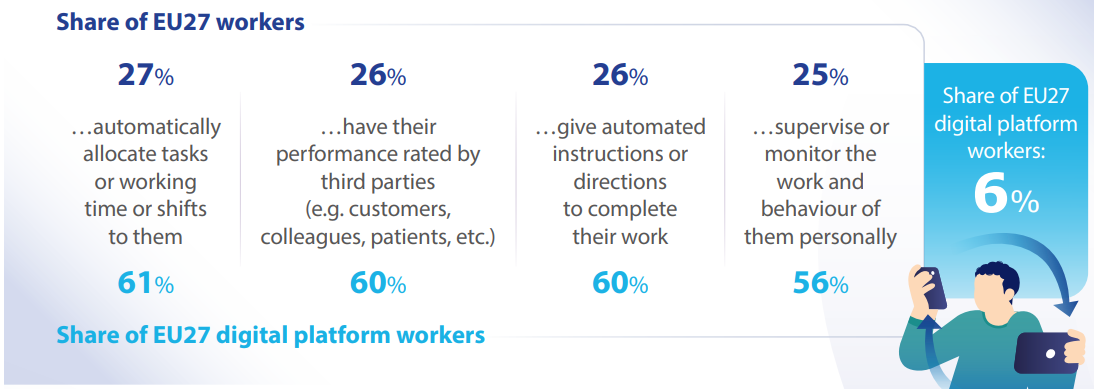 Share of EU27 workers
27%
…automatically
allocate tasks
or working
time or shifts
to them
61%
26%
…have their
performance rated by
third parties
(e.g. customers,
colleagues, patients, etc.)
60%
26%
…give automated
instructions or
directions
to complete
their work
60%
25%
…supervise or
monitor the
work and
behaviour of
them personally
56%
Share of EU27 digital platform workers
Share of EU27
digital platform
workers:
6%